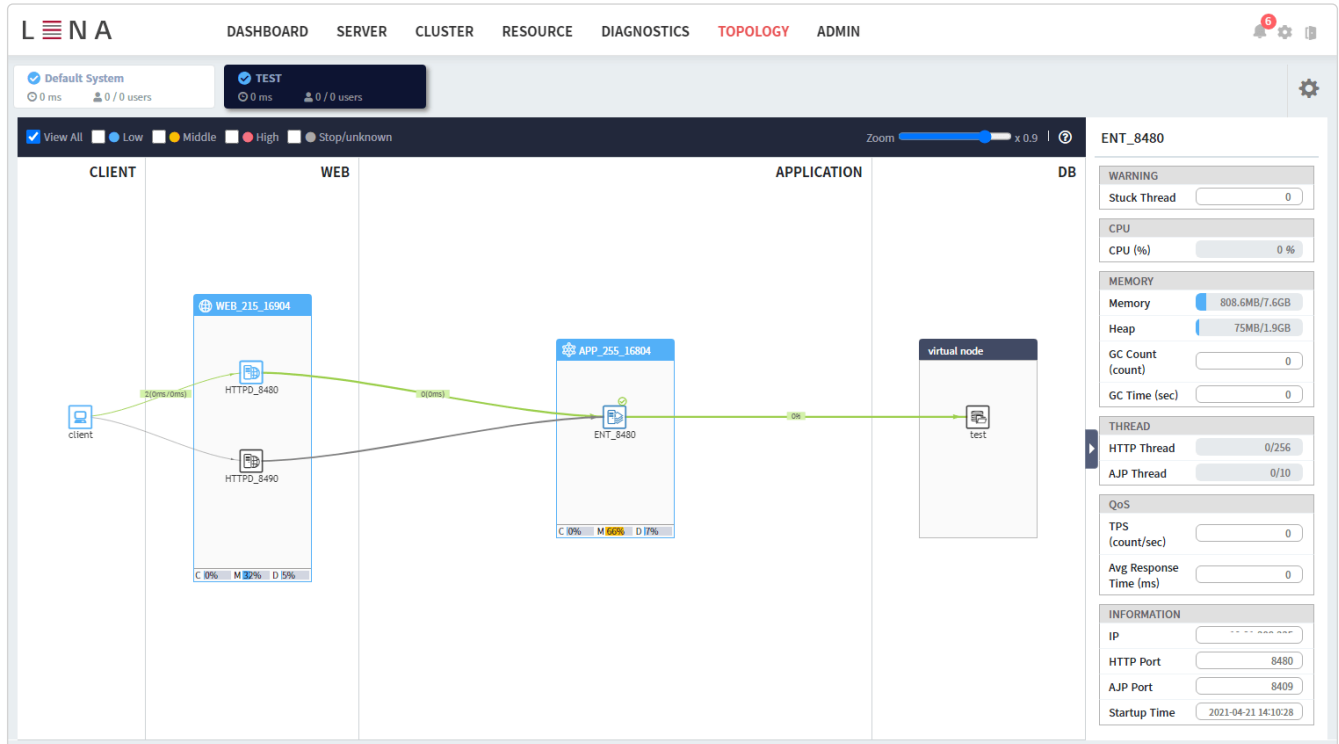 LENA
DASHBOARD SERVER CLUSTER RESOURCE DIAGNOSTICS TOPOLOGY ADMIN
6
Default System
0 ms 0 / 0 users
TEST
0 ms 0 / 0 users
View All Low Middle High Stop/unknown
Zoom x 0.9
CLIENT WEB APPLICATION DB
WEB_215_16904
HTTPD_8480
HTTPD_8490
C 0% M 32% D 5%
client
2(0ms/0ms)
0(0ms)
APP_255_16804
ENT_8480
C 0% M 66% D 7%
0%
virtual node
test
ENT_8480
WARNING
Stuck Thread 0
CPU
CPU (%) 0 %
MEMORY
Memory 808.6MB/7.6GB
Heap 75MB/1.9GB
GC Count
(count) 0
GC Time (sec) 0
THREAD
HTTP Thread 0/256
AJP Thread 0/10
QoS
TPS
(count/sec) 0
Avg Response
Time (ms) 0
INFORMATION
IP
HTTP Port 8480
AJP Port 8409
Startup Time 2021-04-21 14:10:28